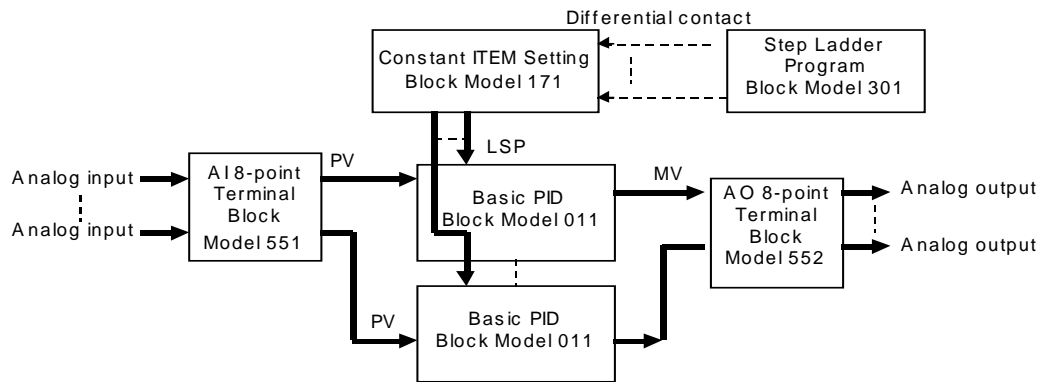 Differential contact
Constant ITEM Setting
Block Model 171
Step Ladder
Program
Block Model 301
LSP
PV
MV
Analog input
Analog input
AI 8-point
Terminal
Block
Model 551
Basic PID
Block Model 011
AO 8-point
Terminal
Block
Model 552
Analog output
Analog output
PV
Basic PID
Block Model 011